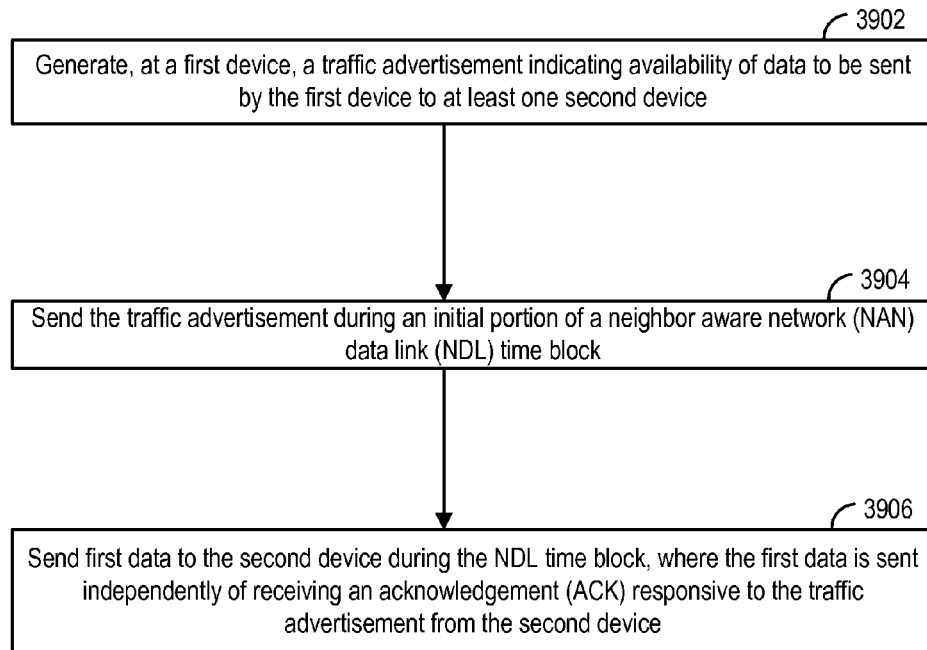 3902
Generate, at a first device, a traffic advertisement indicating availability of data to be sent
by the first device to at least one second device
3904
Send the traffic advertisement during an initial portion of a neighbor aware network (NAN)
data link (NDL) time block
3906
Send first data to the second device during the NDL time block, where the first data is sent
independently of receiving an acknowledgement (ACK) responsive to the traffic
advertisement from the second device